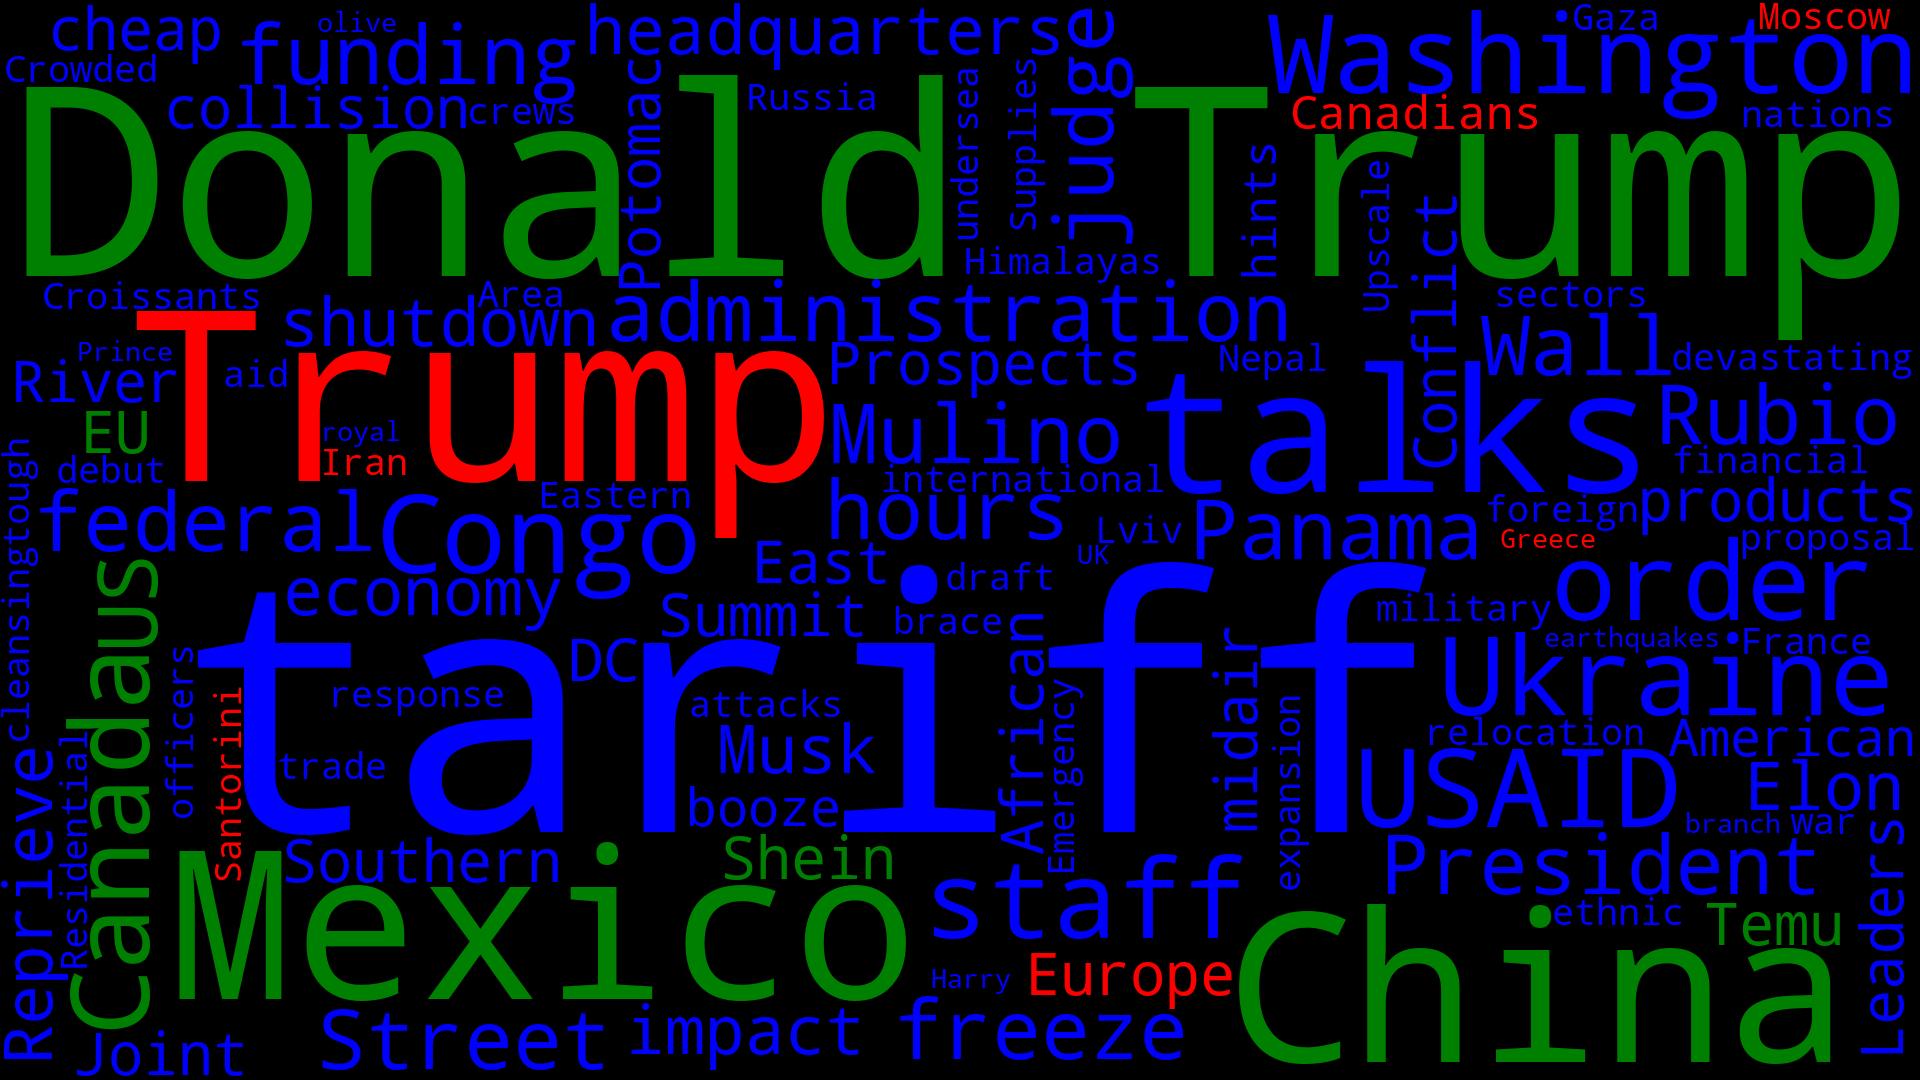 cheap
olive
funding
headquarters
judge
Washington
Gaza
Moscow
Crowded
collision
crews
Potomac
Russia
undersea
Supplies
Canadians
nations
Donald Trump
hints
Upscale
Conflict
Himalayas
Croissants
Area
shutdown
administration
sectors
Trump
Prince
River
aid
Prospects
Nepal
talks
Wall
devastating
EU
royal
Iran
debut
Mulino
Rubio
financial
international
cleansingtough
federal
Congo
Eastern
hours
Lviv
Panama
foreign
products
Greece
proposal
UK
East
draft
economy
Summit
brace
military
order
Canadaus
tariff
DC
African
midair
earthquakes
France
Ukraine
officers
Santorini
response
attacks
Emergency
expansion
relocation
American
trade
Musk
booze
USAID
Elon
branch
war
Reprieve
Residential
Southern
Shein
President
Leaders
Mexico
staff
China
ethnic
Temu
Harry
Europe
Joint
Street
impact
freeze